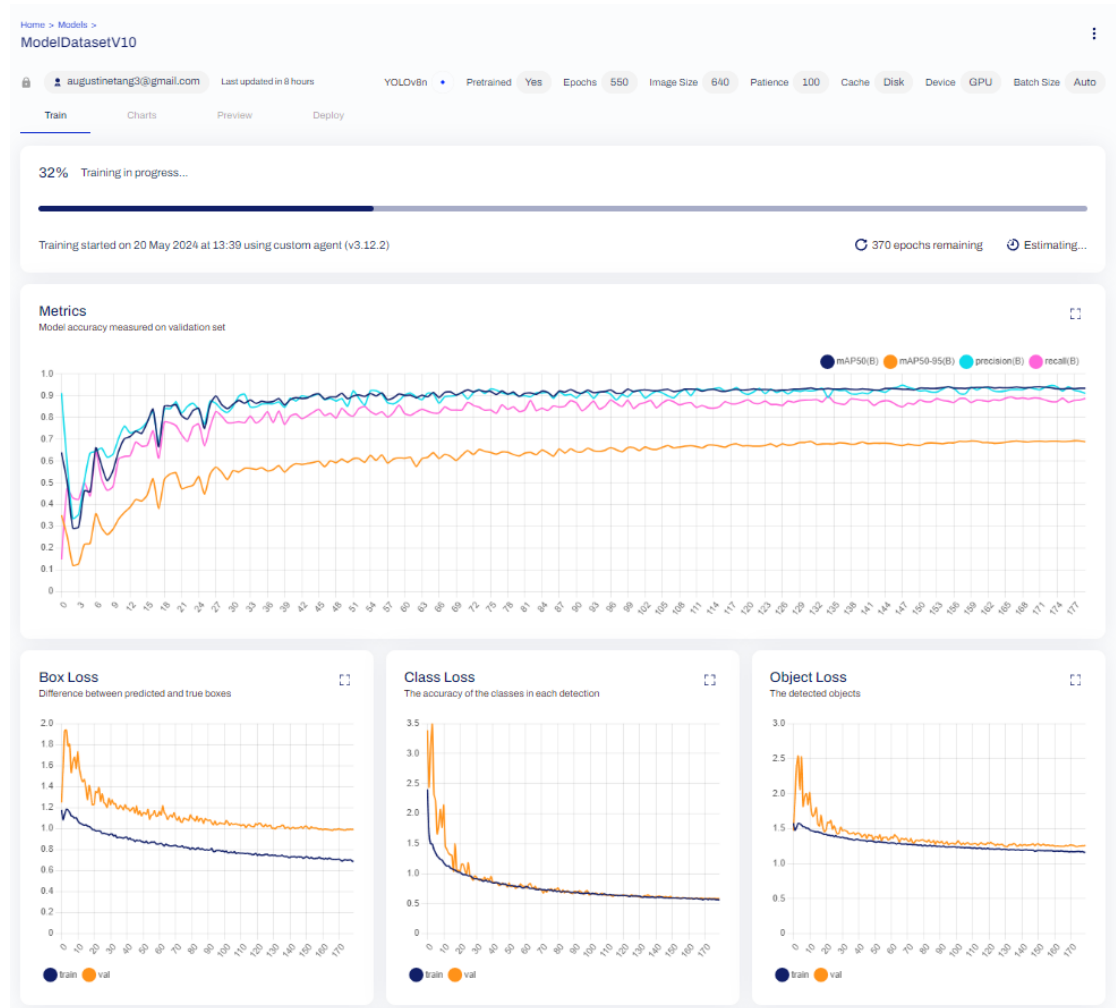 Home > Models >
ModelDatasetV10
augustinetang3@gmail.com Last updated in 8 hours YOLOv8n Pretrained Yes Epochs 550 Image Size 640 Patience 100 Cache Disk Device GPU Batch Size Auto
Train Charts Preview Deploy
32% Training in progress...
Training started on 20 May 2024 at 13:39 using custom agent (v3.12.2) 370 epochs remaining Estimating...
Metrics
Model accuracy measured on validation set
mAP50(B) mAP50-95(B) precision(B) recall(B)
1.0
0.9
0.8
0.7
0.6
0.5
0.4
0.3
0.2
0.1
0
0 3 6 9 12 15 18 21 24 27 30 33 36 39 42 45 48 51 54 57 60 63 66 69 72 75 78 81 84 87 90 93 96 99 102 105 108 111 114 117 120 123 126 129 132 135 138 141 144 147 150 153 156 159 162 165 168 171 174 177
Box Loss
Difference between predicted and true boxes
2.0
1.8
1.6
1.4
1.2
1.0
0.8
0.6
0.4
0.2
0
0 10 20 30 40 50 60 70 80 90 100 110 120 130 140 150 160 170
train val
Class Loss
The accuracy of the classes in each detection
3.5
3.0
2.5
2.0
1.5
1.0
0.5
0
0 10 20 30 40 50 60 70 80 90 100 110 120 130 140 150 160 170
train val
Object Loss
The detected objects
3.0
2.5
2.0
1.5
1.0
0.5
0
0 10 20 30 40 50 60 70 80 90 100 110 120 130 140 150 160 170
train val